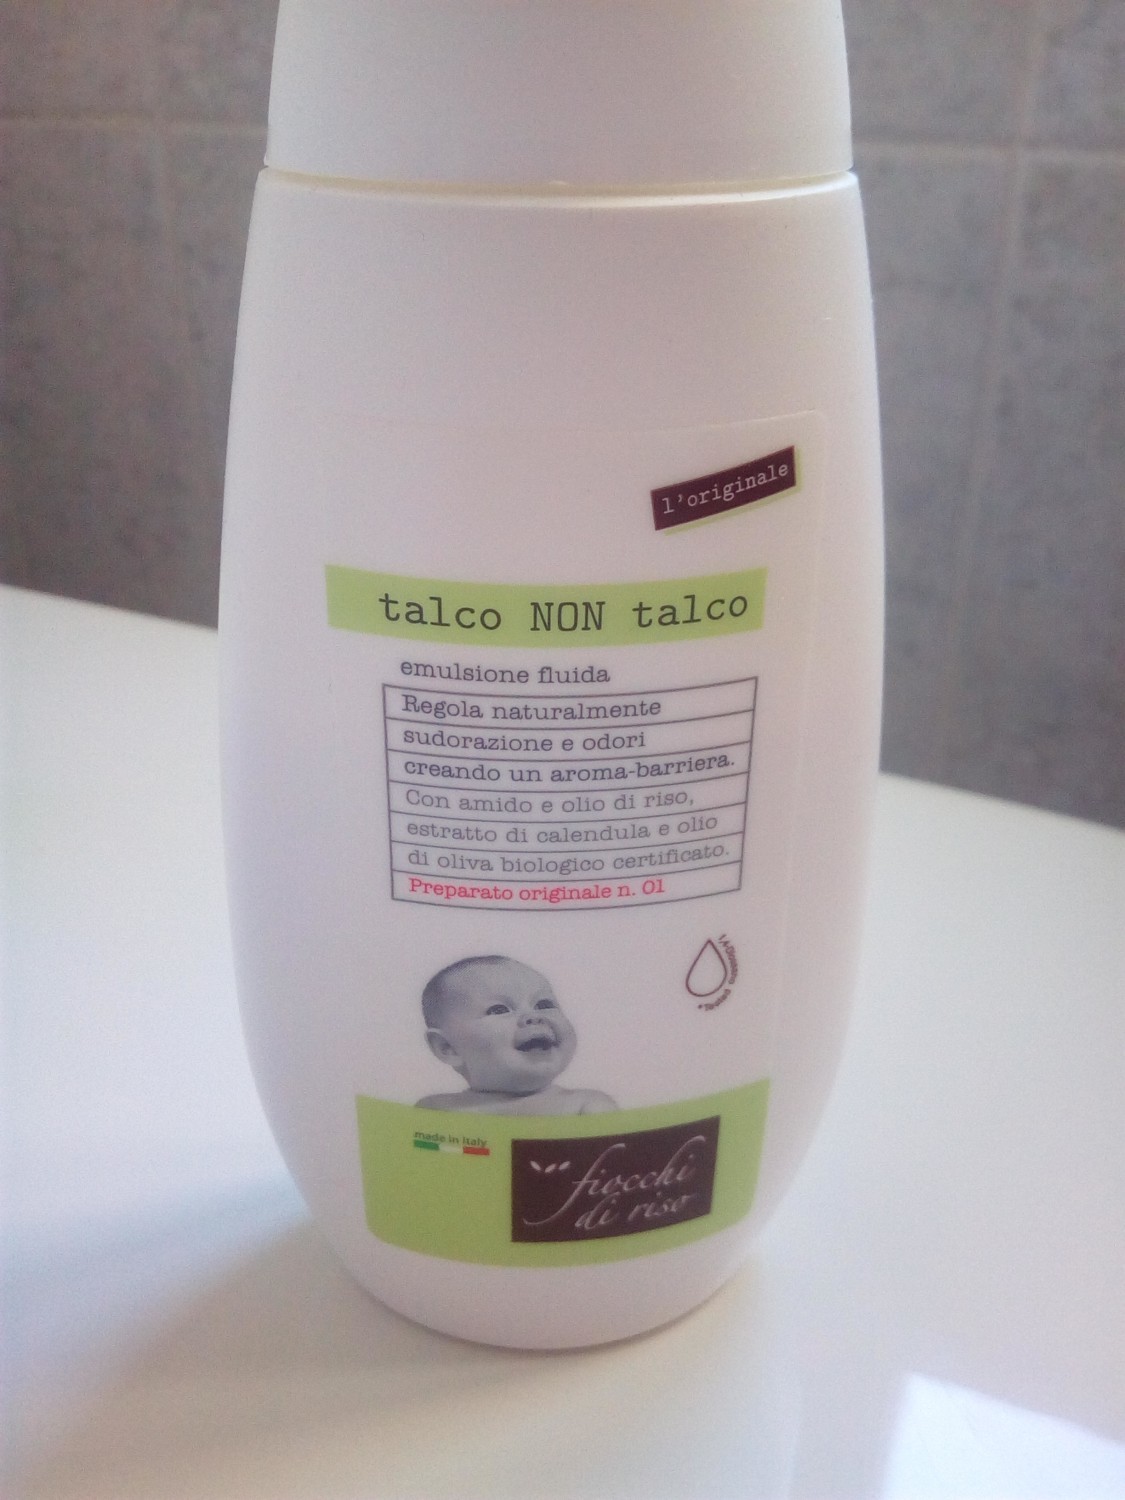 l'originale
talco NON talco
emulsione fluida
Regola naturalmente
sudorazione e odori
creando un aroma-barriera.
Con amido e olio di riso,
estratto di calendula e olio
di oliva biologico certificato.
Preparato originale n. 01
made in italy
fiocchi
di riso